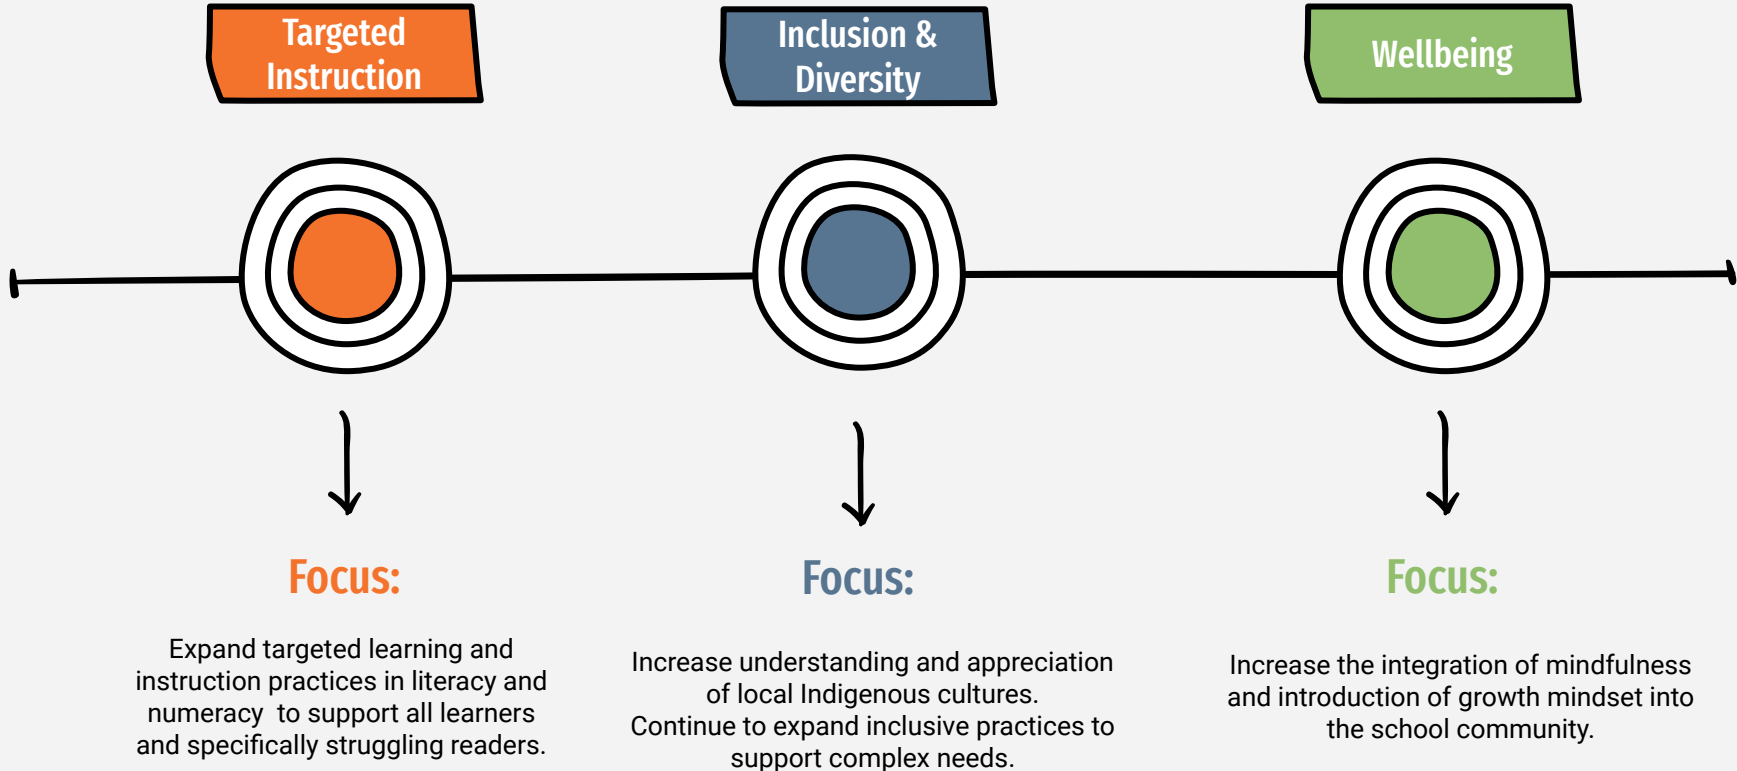 Targeted
Instruction
Inclusion &
Diversity
Wellbeing
Focus:
Expand targeted learning and
instruction practices in literacy and
numeracy  to support all learners
and specifically struggling readers.
Focus:
Increase understanding and appreciation
of local Indigenous cultures.
Continue to expand inclusive practices to
support complex needs.
Focus:
Increase the integration of mindfulness
and introduction of growth mindset into
the school community.